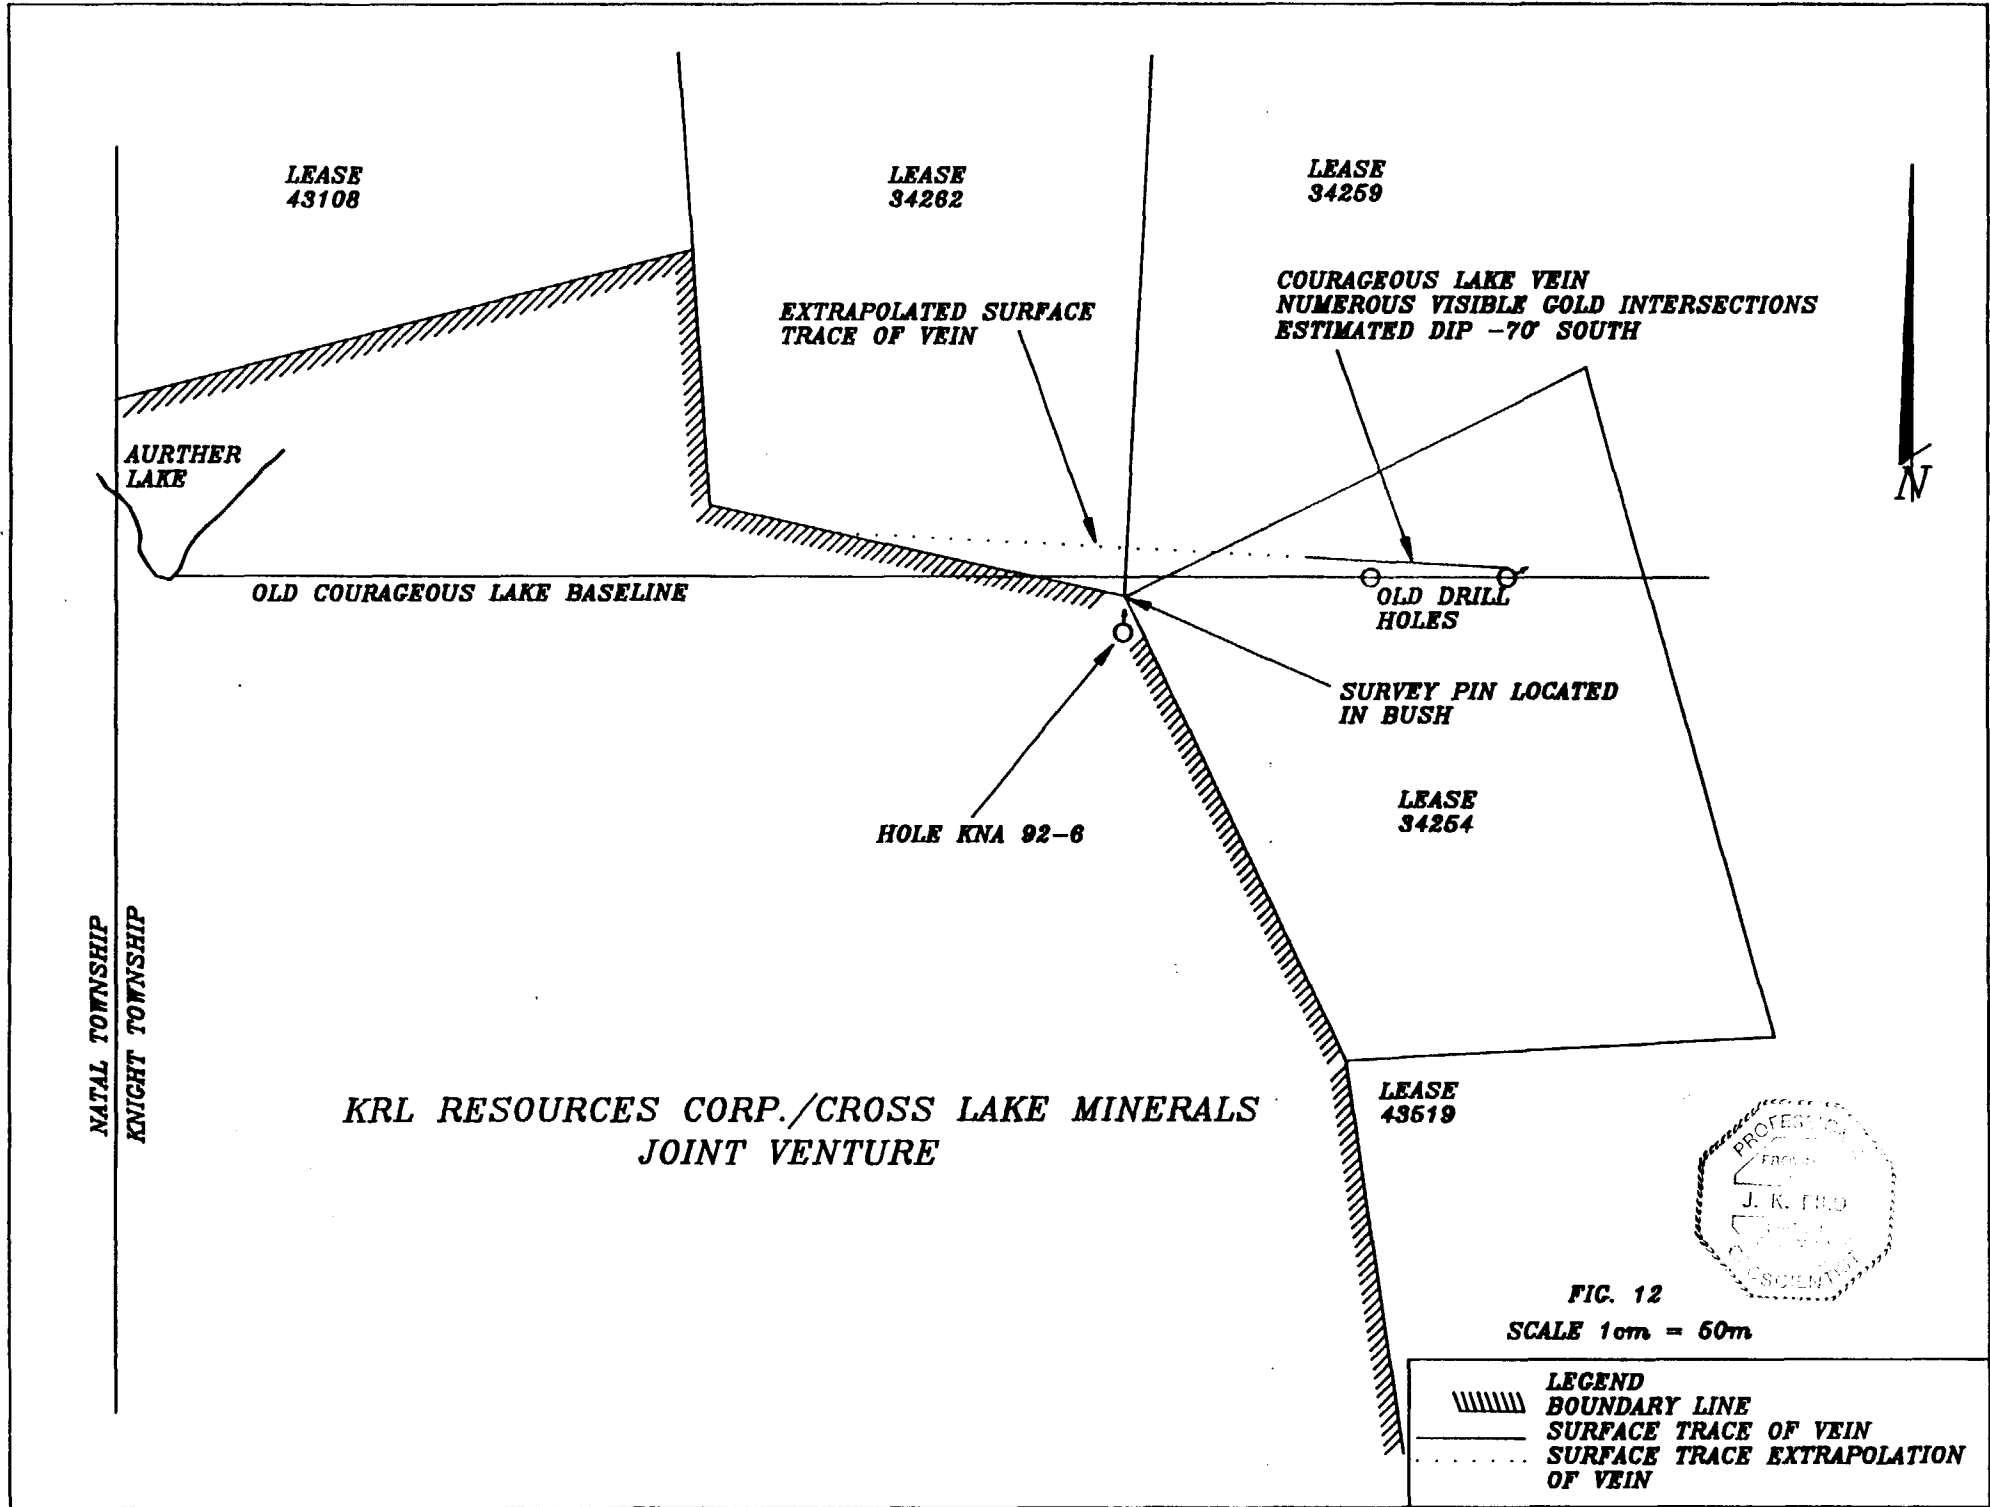 LEASE
43108
LEASE
34262
LEASE
34259
EXTRAPOLATED SURFACE
TRACE OF VEIN
COURAGEOUS LAKE VEIN
NUMEROUS VISIBLE GOLD INTERSECTIONS
ESTIMATED DIP -70° SOUTH
N
AURTHER
LAKE
OLD COURAGEOUS LAKE BASELINE
OLD DRILL
HOLES
SURVEY PIN LOCATED
IN BUSH
HOLE KNA 92-6
LEASE
34254
NATAL TOWNSHIP
KNIGHT TOWNSHIP
KRL RESOURCES CORP./CROSS LAKE MINERALS
JOINT VENTURE
LEASE
43519
J. K.
FIG. 12
SCALE 1cm = 50m
LEGEND
BOUNDARY LINE
SURFACE TRACE OF VEIN
SURFACE TRACE EXTRAPOLATION
OF VEIN